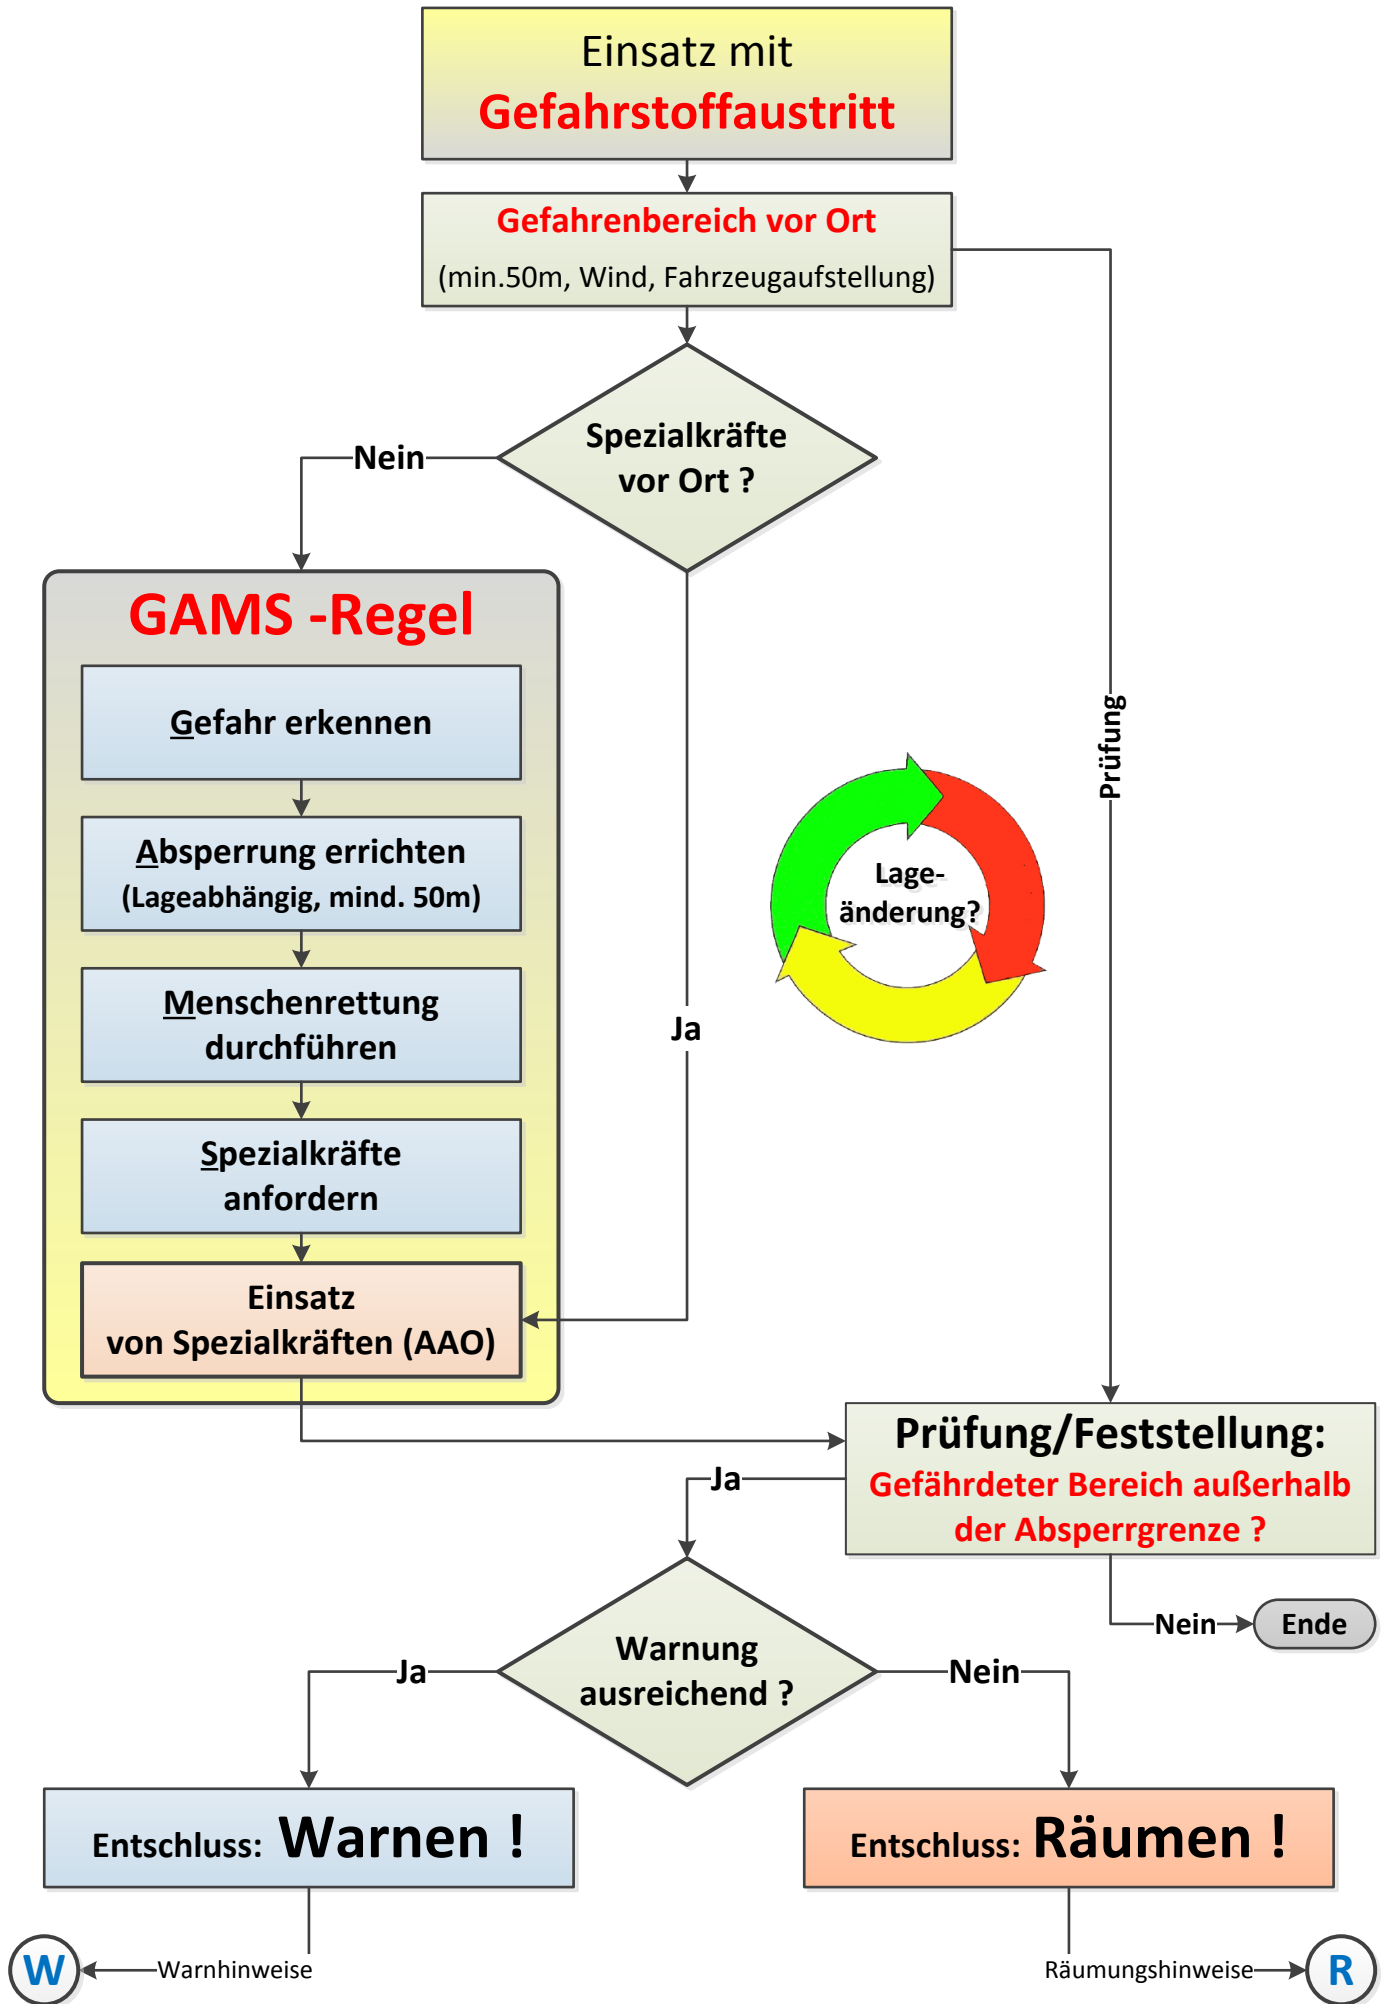 Einsatz mit
Gefahrstoffaustritt
Gefahrenbereich vor Ort
(min.50m, Wind, Fahrzeugaufstellung)
Spezialkräfte
vor Ort ?
Nein
GAMS -Regel
Gefahr erkennen
Absperrung errichten
(Lageabhängig, mind. 50m)
Menschenrettung
durchführen
Spezialkräfte
anfordern
Einsatz
von Spezialkräften (AAO)
Ja
Lage-
änderung?
Prüfung
Prüfung/Feststellung:
Gefährdeter Bereich außerhalb
der Absperrgrenze ?
Ja
Nein
Ende
Warnung
ausreichend ?
Ja
Nein
Entschluss: Warnen !
Entschluss: Räumen !
W
Warnhinweise
Räumungshinweise
R